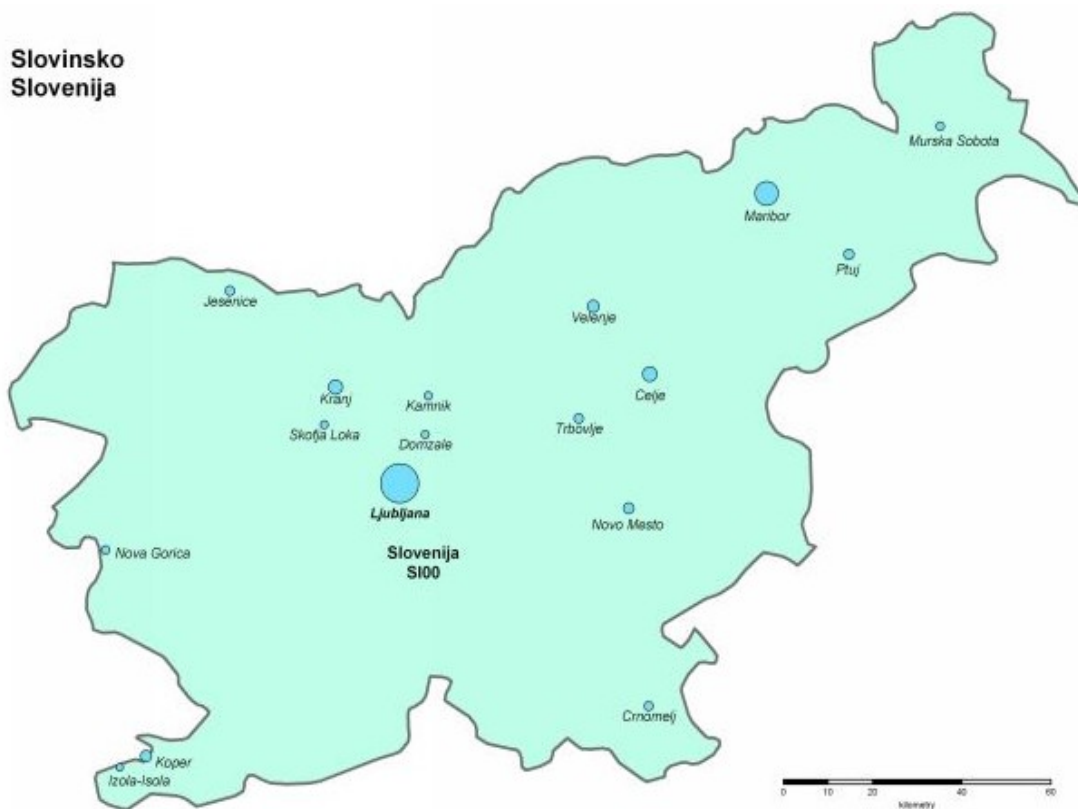 Slovinsko
Slovenija
Murska Sobota
Maribor
Ptuj
Jesenice
Velenje
Kranj
Kamnik
Celje
Skofja Loka
Domzale
Trbovlje
Ljubljana
Novo Mesto
Nova Gorica
Slovenija
SI00
Crnomelj
Koper
Izola-Isola
0 10 20 40 60
kilometry